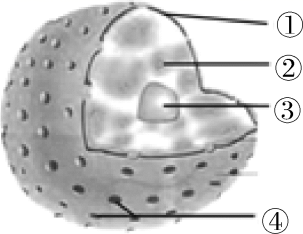 ①
②
③
④